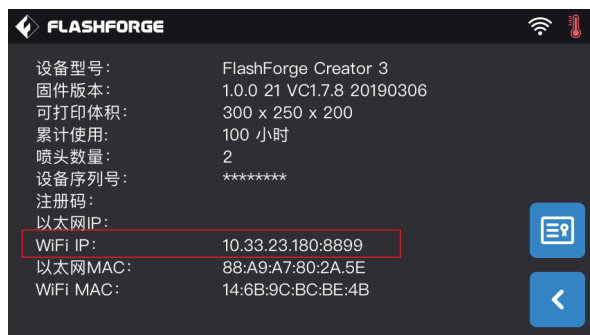 FLASHFORGE
设备型号: FlashForge Creator 3
固件版本: 1.0.0 21 VC1.7.8 20190306
可打印体积: 300 x 250 x 200
累计使用: 100 小时
喷头数量: 2
设备序列号: ********
注册码:
以太网IP:
WiFi IP: 10.33.23.180:8899
以太网MAC: 88:A9:A7:80:2A.5E
WiFi MAC: 14:6B:9C:BC:BE:4B